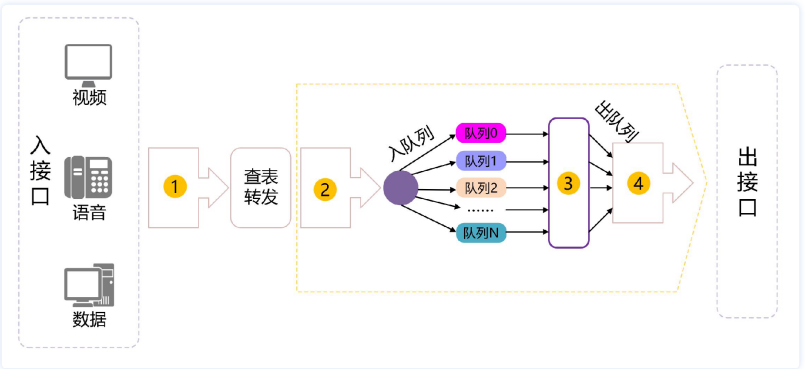 入
接
口
视频
语音
数据
1
查表
转发
2
入队列
队列0
队列1
队列2
......
队列N
3
出队列
4
出
接
口